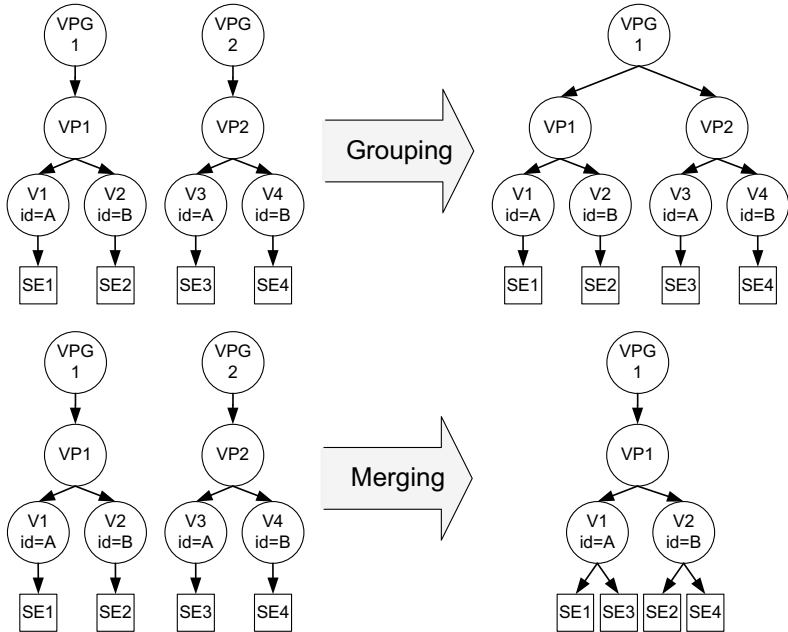 VPG VPG VPG
1 2 1
VP1 VP2 Grouping VP1 VP2
V1 V2 V3 V4 V1 V2 V3 V4
id=A id=B id=A id=B id=A id=B id=A id=B
SE1 SE2 SE3 SE4 SE1 SE2 SE3 SE4
VPG VPG VPG
1 2 1
VP1 VP2 Merging VP1
V1 V2 V3 V4 V1 V2
id=A id=B id=A id=B id=A id=B
SE1 SE2 SE3 SE4 SE1 SE3 SE2 SE4